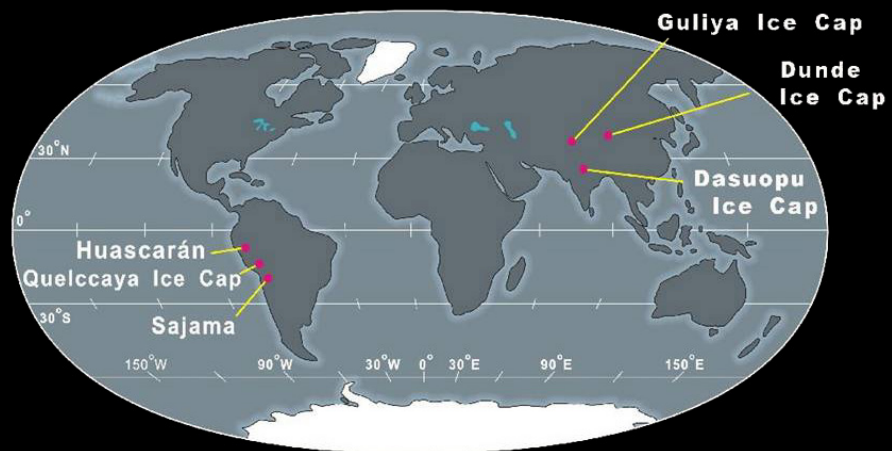 Guliya Ice Cap
Dunde
Ice Cap
30°N
Dasuopu
Ice Cap
0°
Huascarán
Quelccaya Ice Cap
30°S
Sajama
150°W
90°W
30°W
0°
30°E
90°E
150°E